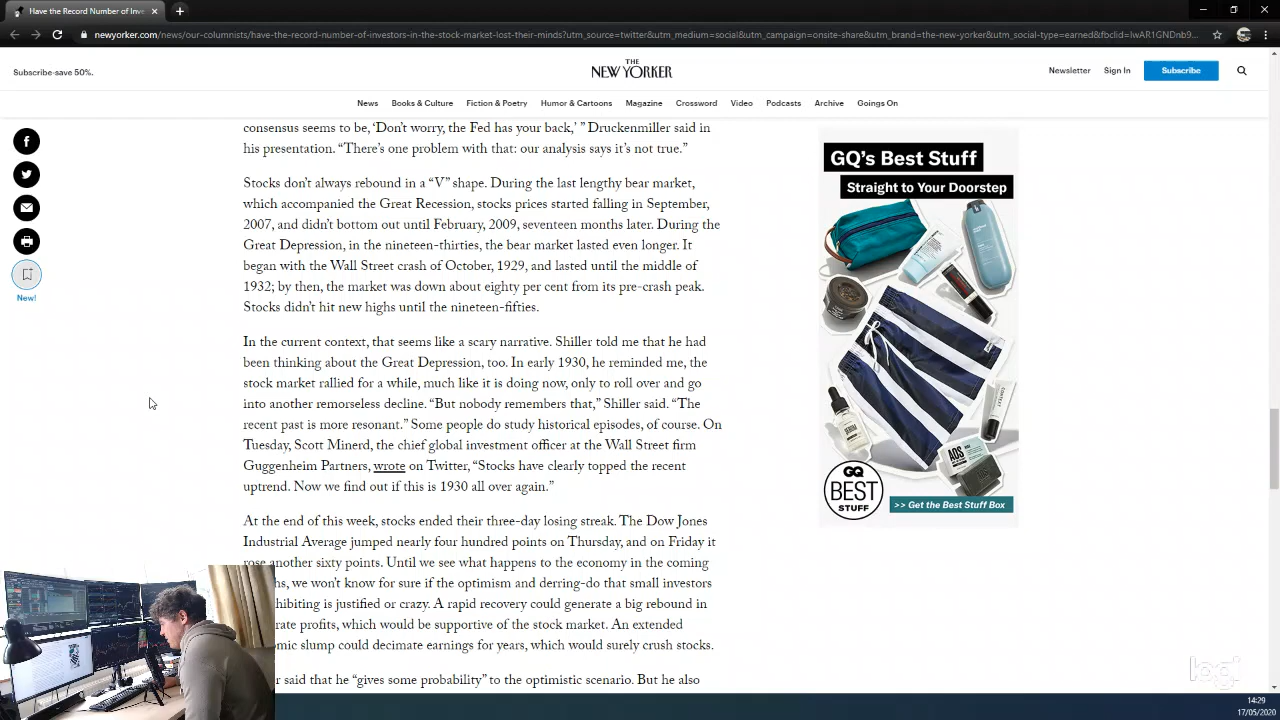 Have the Record Number of Inve
newyorker.com/news/our-columnists/have-the-record-number-of-investors-in-the-stock-market-lost-their-minds?utm_source=twitter&utm_medium=social&utm_campaign=onsite-share&utm_brand=the-new-yorker&utm_social-type=earned&fbclid=IwAR1GNDnb9...
Subscribe-save 50%.
THE
NEW YORKER
Newsletter
Sign In
Subscribe
News
Books & Culture
Fiction & Poetry
Humor & Cartoons
Magazine
Crossword
Video
Podcasts
Archive
Goings On
New!
consensus seems to be, ‘Don’t worry, the Fed has your back,’ ” Druckenmiller said in
his presentation. “There’s one problem with that: our analysis says it’s not true.”
Stocks don’t always rebound in a “V” shape. During the last lengthy bear market,
which accompanied the Great Recession, stocks prices started falling in September,
2007, and didn’t bottom out until February, 2009, seventeen months later. During the
Great Depression, in the nineteen-thirties, the bear market lasted even longer. It
began with the Wall Street crash of October, 1929, and lasted until the middle of
1932; by then, the market was down about eighty per cent from its pre-crash peak.
Stocks didn’t hit new highs until the nineteen-fifties.
In the current context, that seems like a scary narrative. Shiller told me that he had
been thinking about the Great Depression, too. In early 1930, he reminded me, the
stock market rallied for a while, much like it is doing now, only to roll over and go
into another remorseless decline. “But nobody remembers that,” Shiller said. “The
recent past is more resonant.” Some people do study historical episodes, of course. On
Tuesday, Scott Minerd, the chief global investment officer at the Wall Street firm
Guggenheim Partners, wrote on Twitter, “Stocks have clearly topped the recent
uptrend. Now we find out if this is 1930 all over again.”
At the end of this week, stocks ended their three-day losing streak. The Dow Jones
Industrial Average jumped nearly four hundred points on Thursday, and on Friday it
rose another sixty points. Until we see what happens to the economy in the coming
hs, we won’t know for sure if the optimism and derring-do that small investors
hibiting is justified or crazy. A rapid recovery could generate a big rebound in
rate profits, which would be supportive of the stock market. An extended
omic slump could decimate earnings for years, which would surely crush stocks.
r said that he “gives some probability” to the optimistic scenario. But he also
GQ’s Best Stuff
Straight to Your Doorstep
GQ
BEST
STUFF
>> Get the Best Stuff Box
14:29
17/05/2020